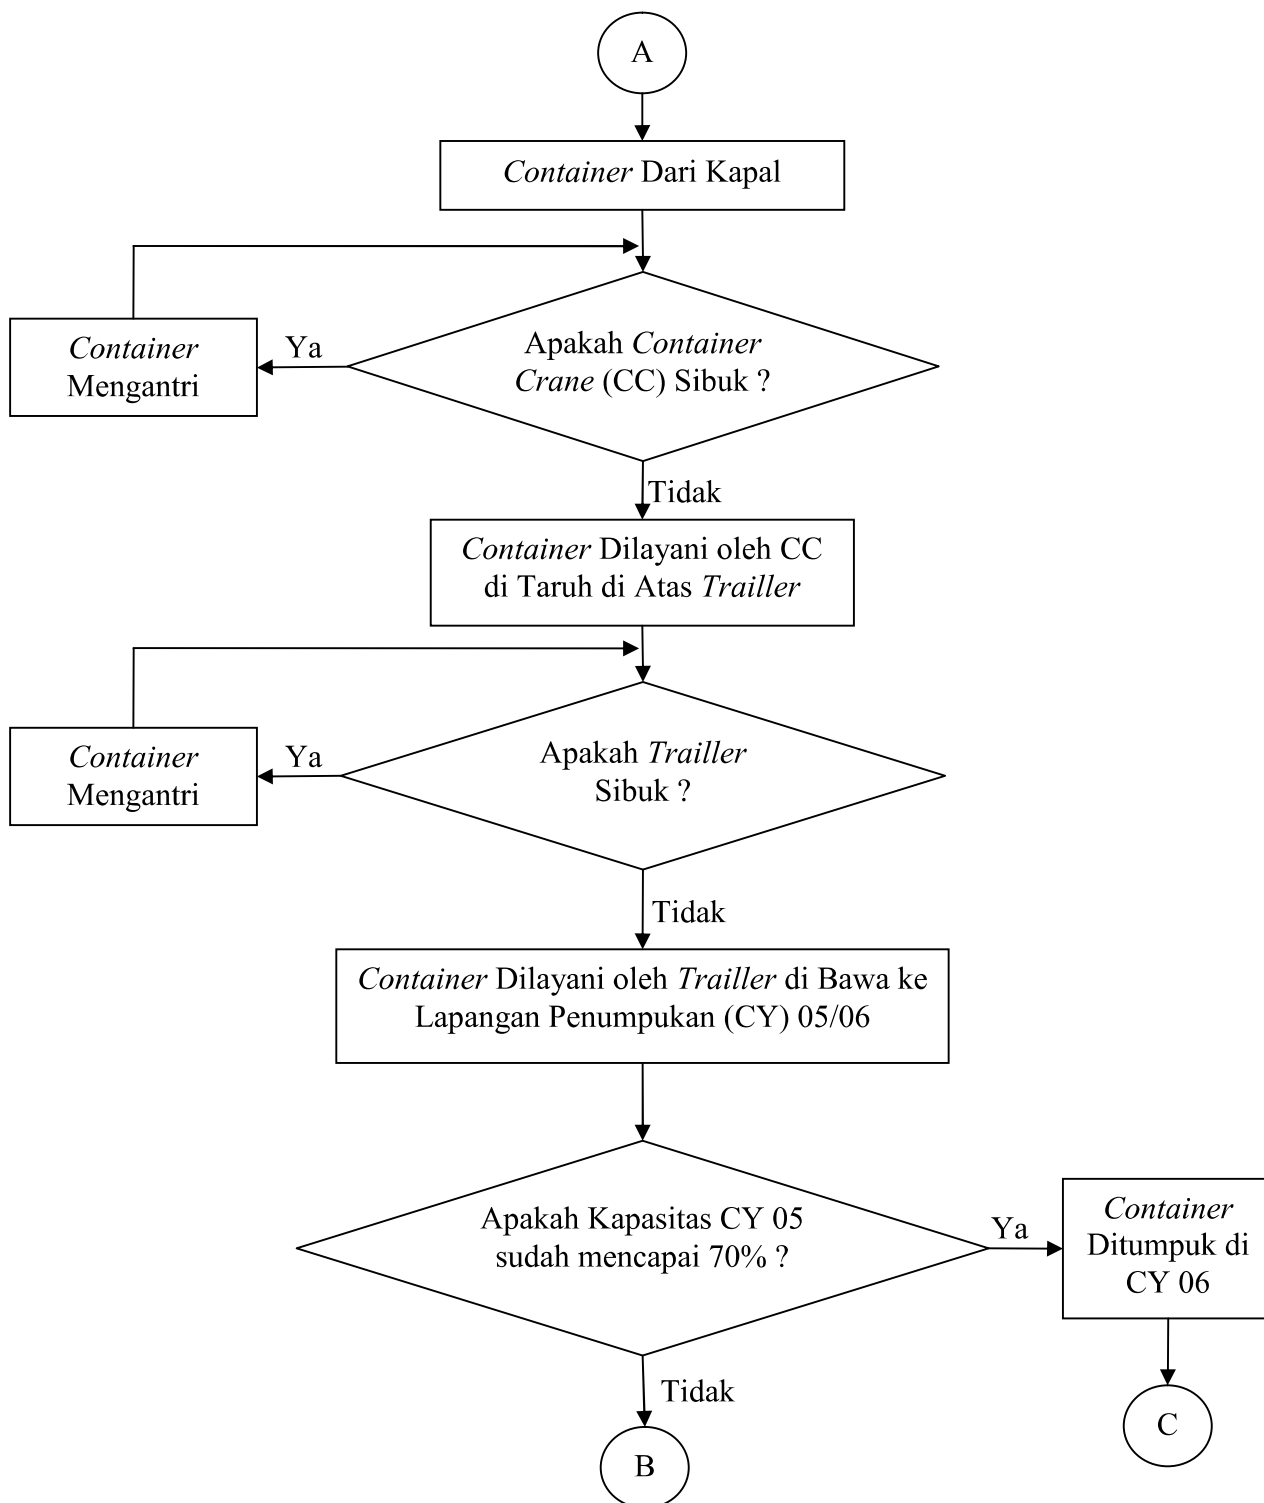 A
Container Dari Kapal
Apakah Container
Crane (CC) Sibuk ?
Ya
Container
Mengantri
Tidak
Container Dilayani oleh CC
di Taruh di Atas Trailler
Apakah Trailler
Sibuk ?
Ya
Container
Mengantri
Tidak
Container Dilayani oleh Trailler di Bawa ke
Lapangan Penumpukan (CY) 05/06
Apakah Kapasitas CY 05
sudah mencapai 70% ?
Ya
Container
Ditumpuk di
CY 06
Tidak
C
B